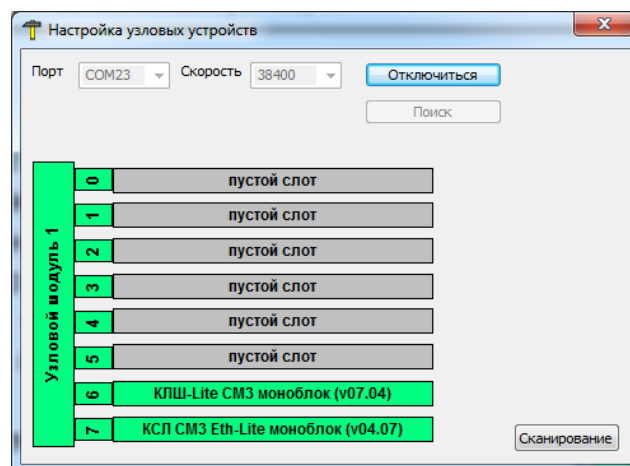 Настройка узловых устройств
Порт COM23 Скорость 38400 Отключиться
Поиск
Узловой модуль 1
0 пустой слот
1 пустой слот
2 пустой слот
3 пустой слот
4 пустой слот
5 пустой слот
6 КЛШ-Lite СМ3 моноблок (v07.04)
7 КСЛ СМ3 Eth-Lite моноблок (v04.07)
Сканирование